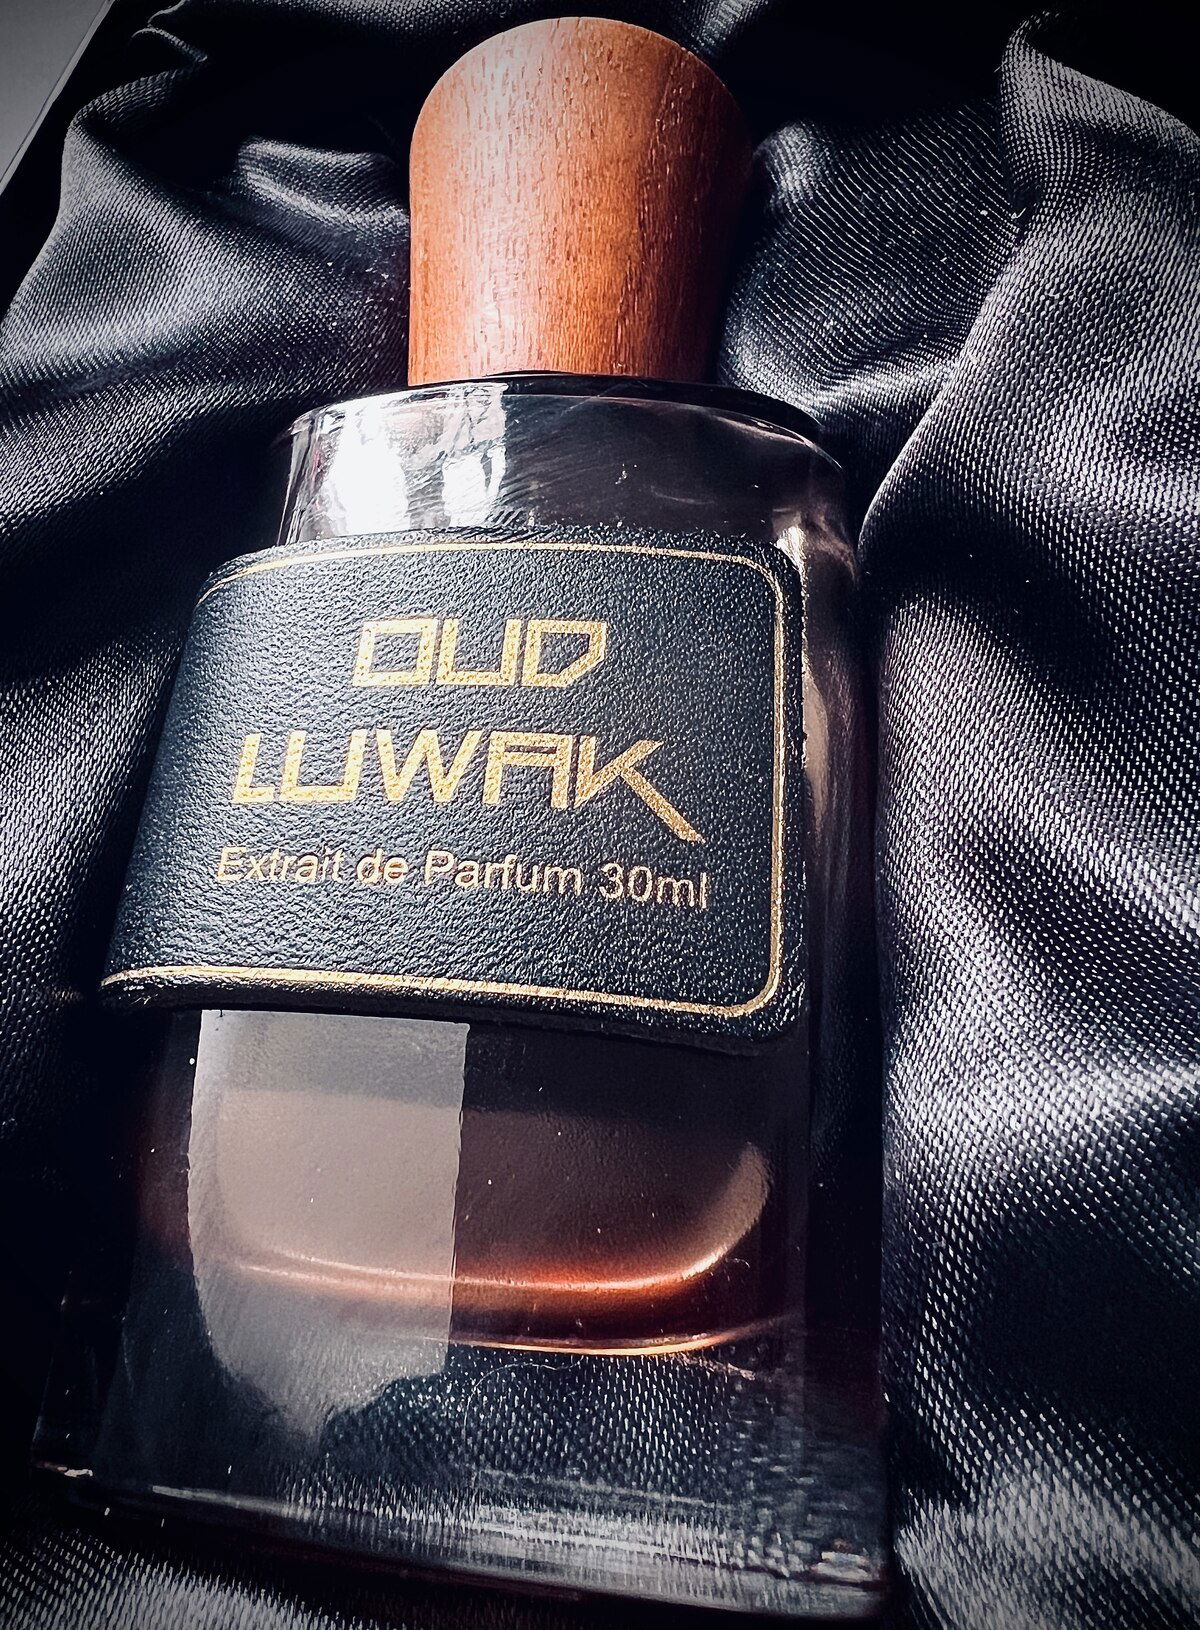 OUD
LUWAK
Extrait de Parfum 30ml